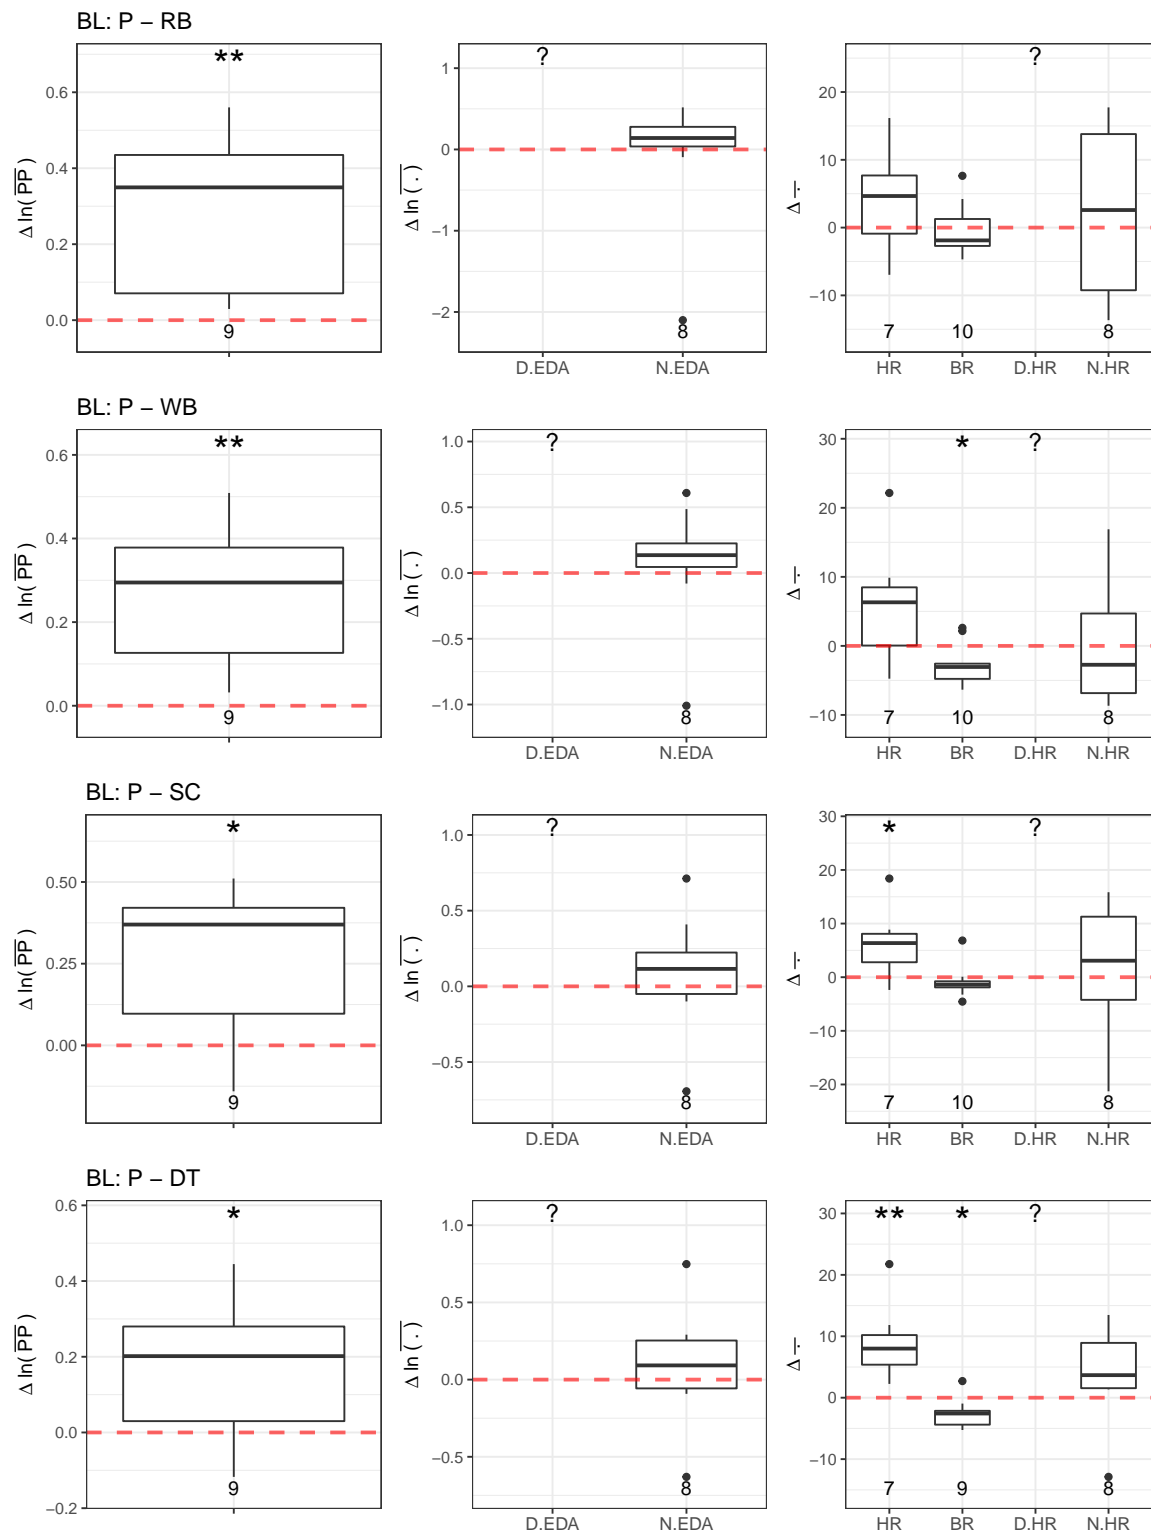 BL: P − RB
**
?
?
0.6
0.4
0.2
0.0
Δ ln( PP )
9
1
0
−1
−2
Δ ln ( . )
8
D.EDA
N.EDA
20
10
0
−10
Δ .
7
10
8
HR
BR
D.HR
N.HR
BL: P − WB
**
?
*
?
0.6
0.4
0.2
0.0
Δ ln( PP )
9
1.0
0.5
0.0
−0.5
−1.0
Δ ln ( . )
8
D.EDA
N.EDA
30
20
10
0
−10
Δ .
7
10
8
HR
BR
D.HR
N.HR
BL: P − SC
*
?
*
?
0.50
0.25
0.00
Δ ln( PP )
9
1.0
0.5
0.0
−0.5
Δ ln ( . )
8
D.EDA
N.EDA
30
20
10
0
−10
−20
Δ .
7
10
8
HR
BR
D.HR
N.HR
BL: P − DT
*
?
**
*
?
0.6
0.4
0.2
0.0
−0.2
Δ ln( PP )
9
1.0
0.5
0.0
−0.5
Δ ln ( . )
8
D.EDA
N.EDA
30
20
10
0
−10
Δ .
7
9
8
HR
BR
D.HR
N.HR